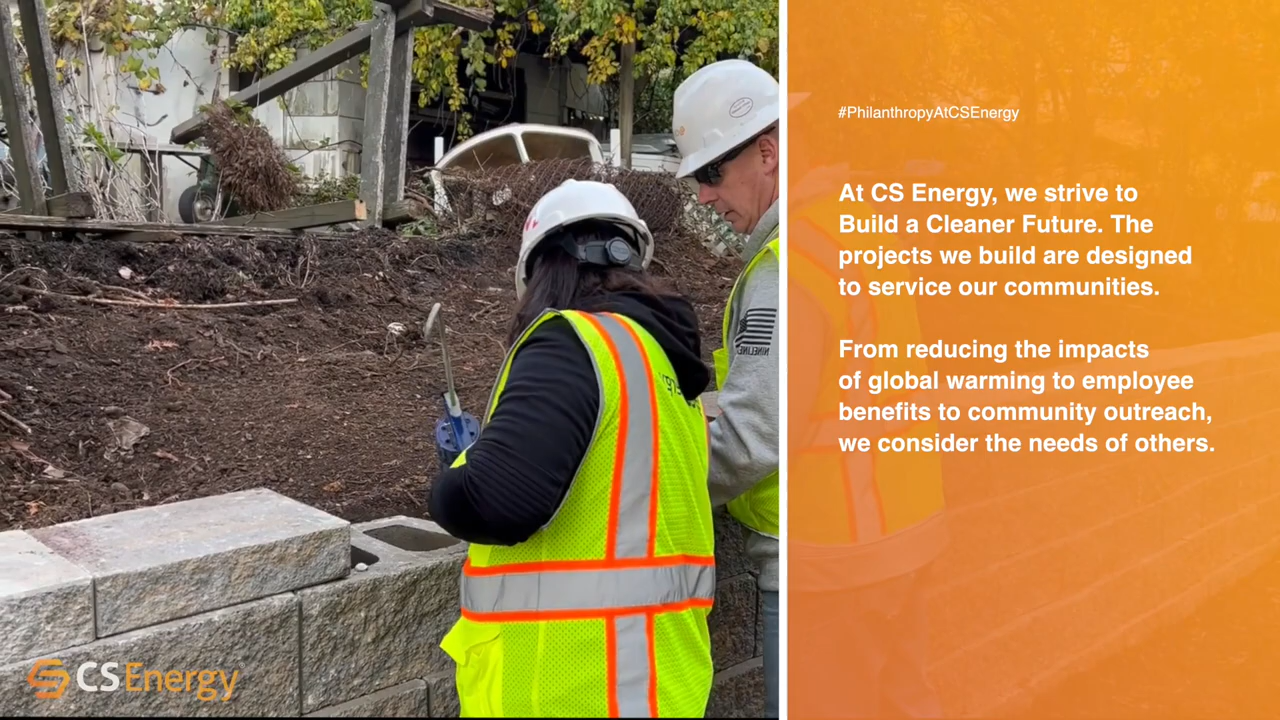 #PhilanthropyAtCSEnergy
At CS Energy, we strive to
Build a Cleaner Future. The
projects we build are designed
to service our communities.
From reducing the impacts
of global warming to employee
benefits to community outreach,
we consider the needs of others.
NINELINE
CS Energy